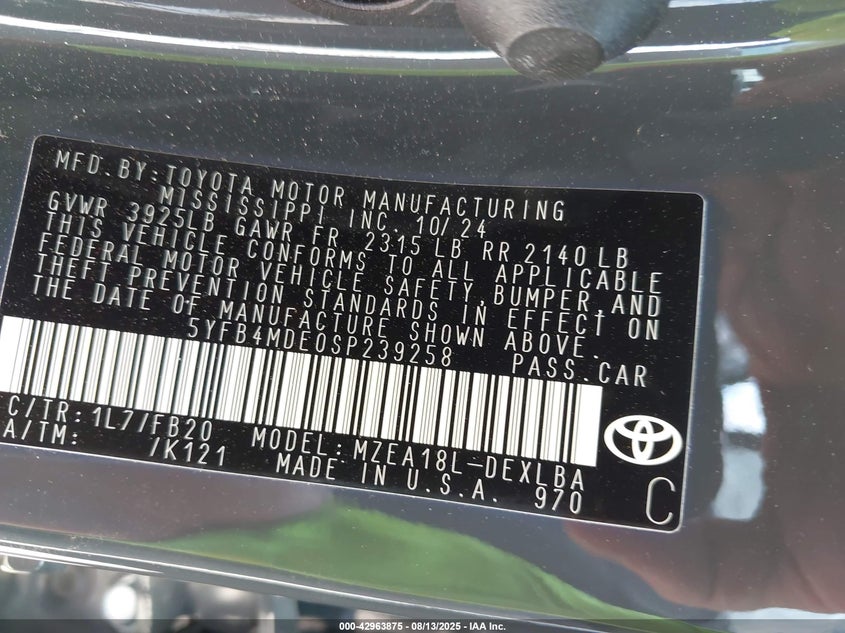 MFD. BY: TOYOTA MOTOR MANUFACTURING
MISSISSIPPI INC. 10/24
GVWR 3925LB GAWR FR 2315 LB RR 2140 LB
THIS VEHICLE CONFORMS TO ALL APPLICABLE
FEDERAL MOTOR VEHICLE SAFETY, BUMPER, AND
THEFT PREVENTION STANDARDS IN EFFECT ON
THE DATE OF MANUFACTURE SHOWN ABOVE.
5YFB4MDE0SP239258 PASS. CAR
C/TR: 1L7/FB20 MODEL: MZEA18L-DEXLBA
A/TM: /K121 MADE IN U.S.A. 970
C
000-42963875 — 08/13/2025 — IAA Inc.